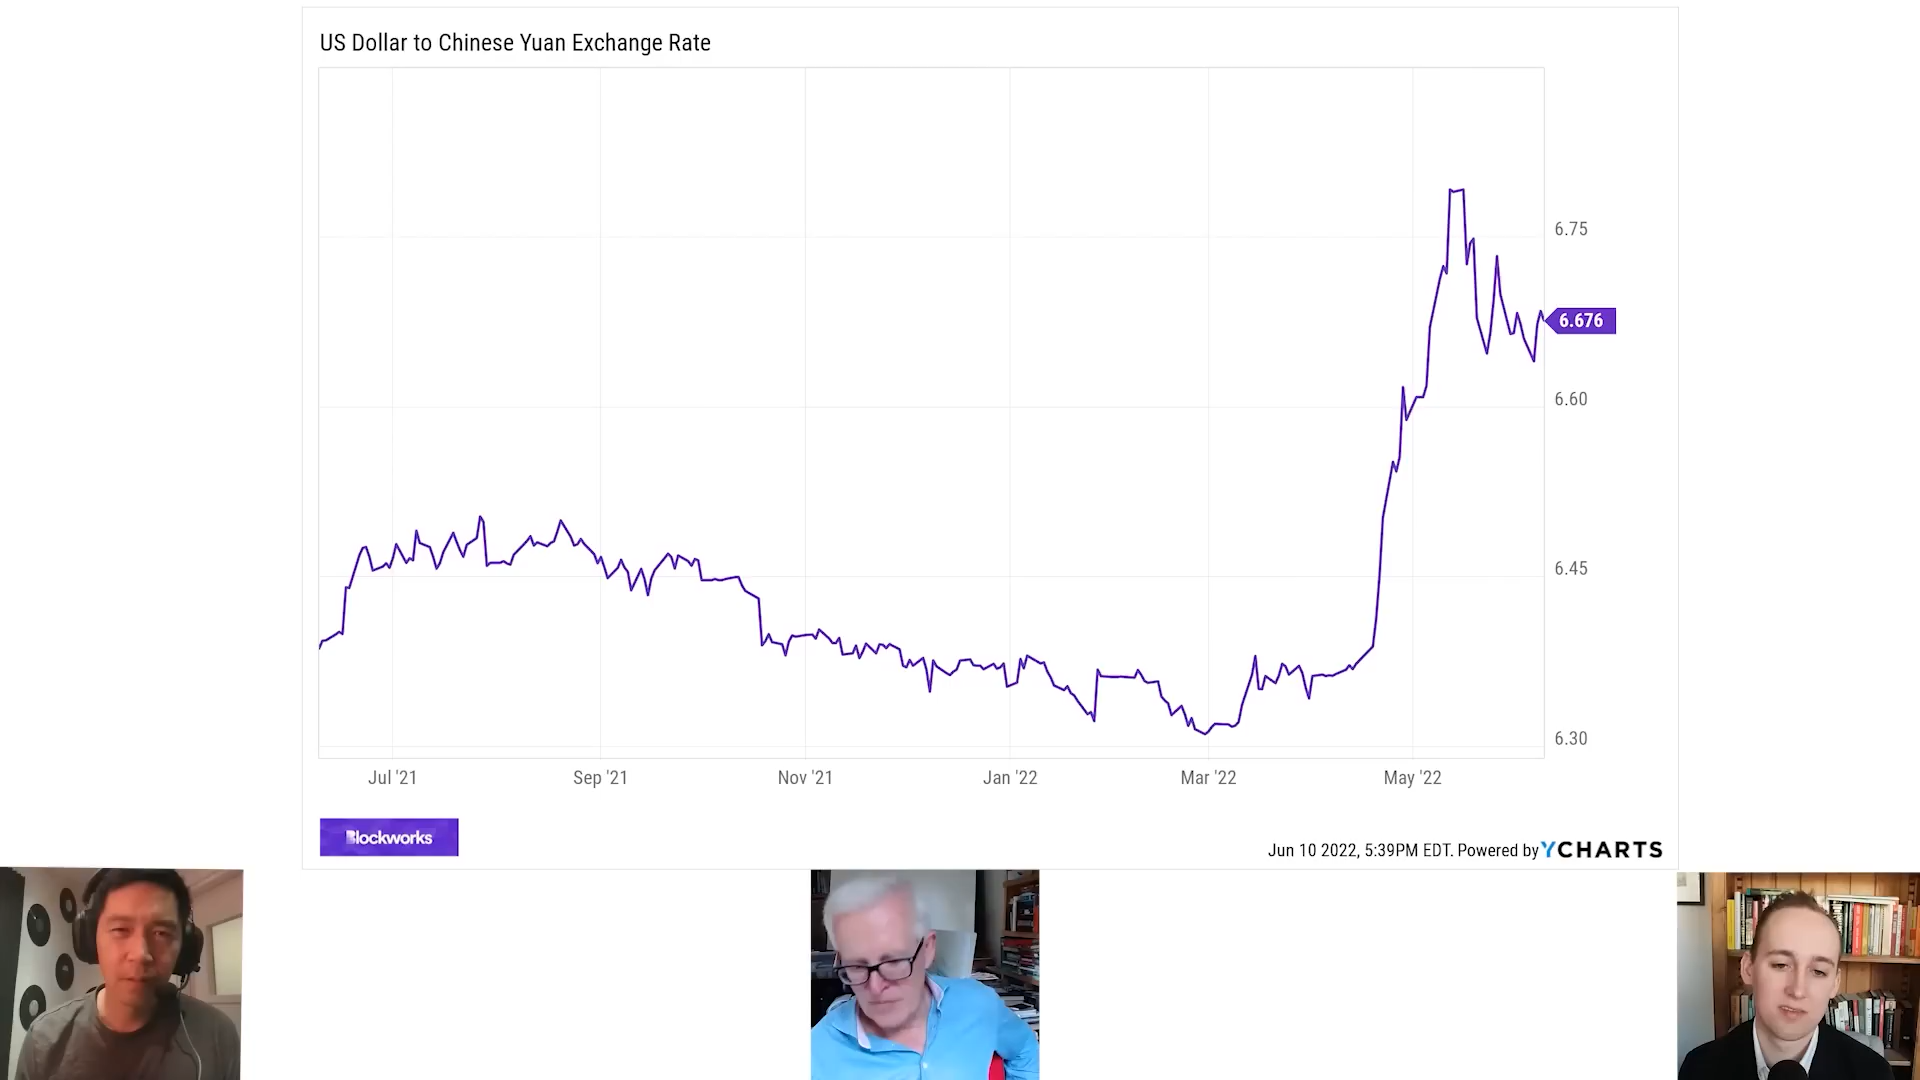 US Dollar to Chinese Yuan Exchange Rate
6.75
6.676
6.60
6.45
6.30
Jul '21 Sep '21 Nov '21 Jan '22 Mar '22 May '22
Blockworks
Jun 10 2022, 5:39PM EDT. Powered by YCHARTS